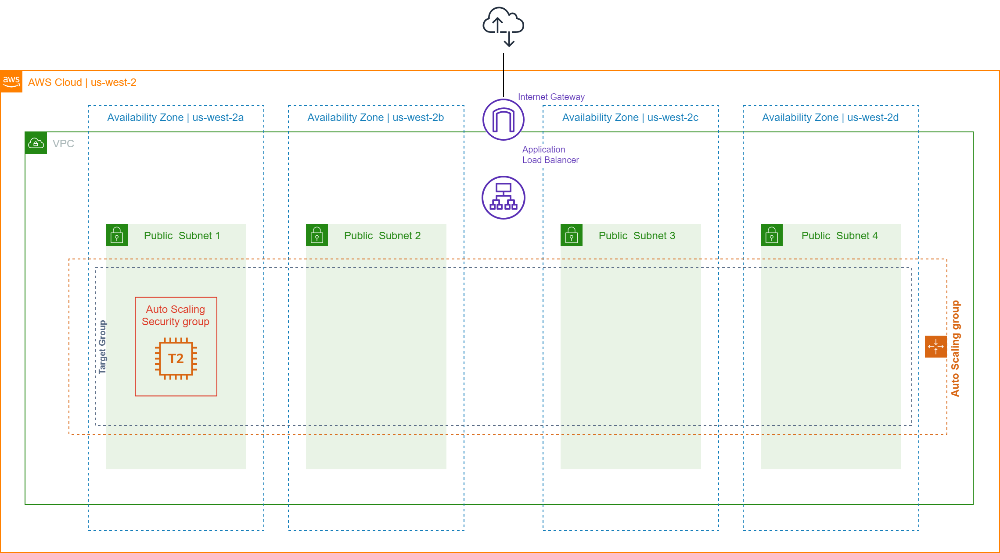 aws
AWS Cloud | us-west-2
Internet Gateway
Availability Zone | us-west-2a
Availability Zone | us-west-2b
Availability Zone | us-west-2c
Availability Zone | us-west-2d
VPC
Application
Load Balancer
Public Subnet 1
Public Subnet 2
Public Subnet 3
Public Subnet 4
Target Group
Auto Scaling
Security group
T2
Auto Scaling group